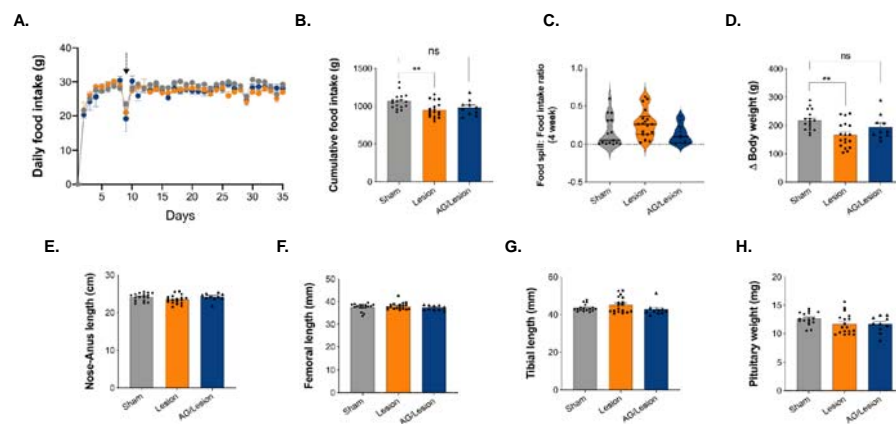 A.
Daily food intake (g)
40
30
20
10
0
5 10 15 20 25 30 35
Days
B.
Cumulative food intake (g)
1500
1000
500
0
ns
**
Sham
Lesion
AG/Lesion
C.
Food spill: Food intake ratio
(4 week)
1.0
0.5
0.0
-0.5
Sham
Lesion
AG/Lesion
D.
Δ Body weight (g)
400
300
200
100
0
ns
**
Sham
Lesion
AG/Lesion
E.
Nose-Anus length (cm)
30
20
10
0
Sham
Lesion
AG/Lesion
F.
Femoral length (mm)
60
40
20
0
Sham
Lesion
AG/Lesion
G.
Tibial length (mm)
60
40
20
0
Sham
Lesion
AG/Lesion
H.
Pituitary weight (mg)
20
15
10
5
0
Sham
Lesion
AG/Lesion